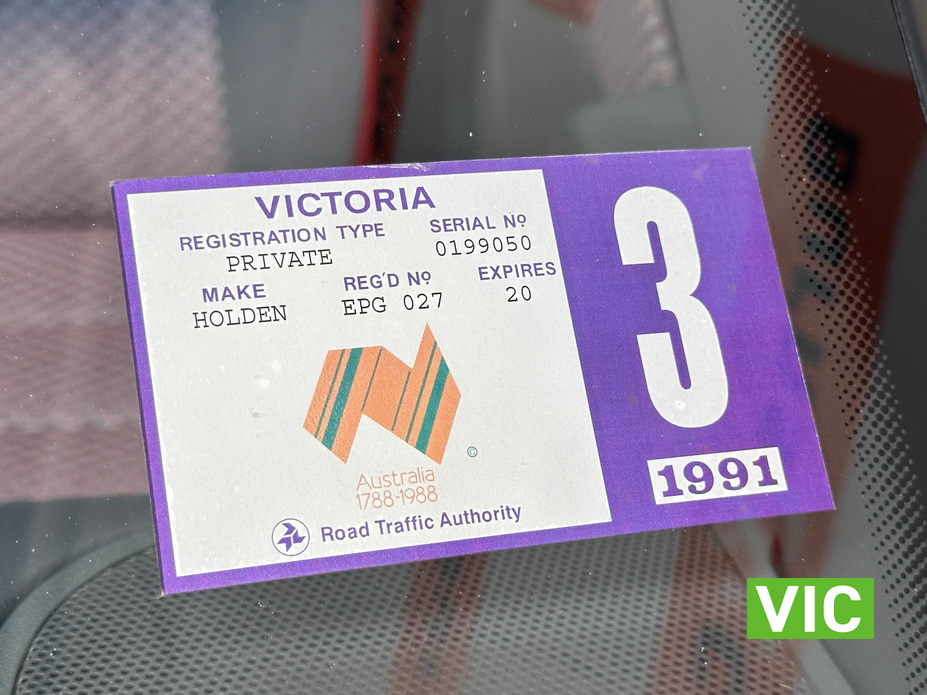 VICTORIA
REGISTRATION TYPE
PRIVATE
SERIAL Nº
0199050
MAKE
HOLDEN
REG'D Nº
EPG 027
EXPIRES
20
©
Australia
1788-1988
Road Traffic Authority
3
1991
VIC